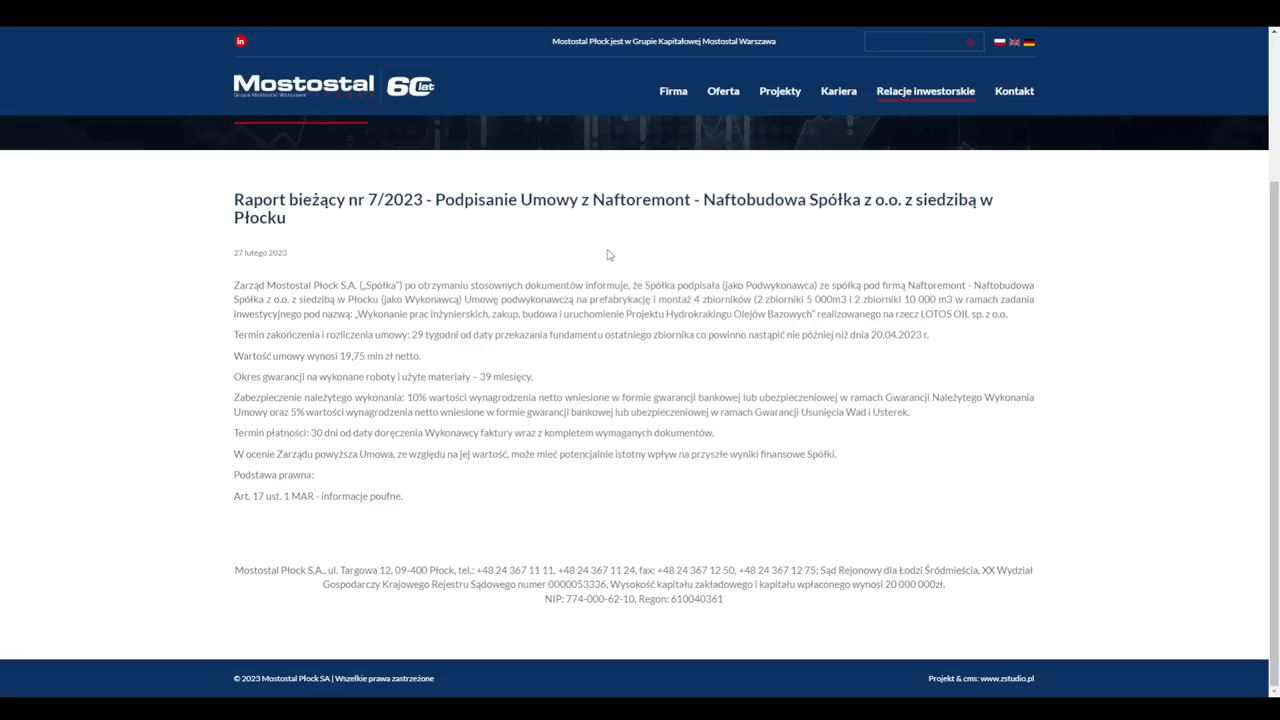 in
Mostostal Płock jest w Grupie Kapitałowej Mostostal Warszawa
Mostostal
Grupa Mostostal Warszawa
60 lat
Firma
Oferta
Projekty
Kariera
Relacje inwestorskie
Kontakt
Raport bieżący nr 7/2023 - Podpisanie Umowy z Naftoremont - Naftobudowa Spółka z o.o. z siedzibą w
Płocku
27 lutego 2023
Zarząd Mostostal Płock S.A. („Spółka”) po otrzymaniu stosownych dokumentów informuje, że Spółka podpisała (jako Podwykonawca) ze spółką pod firmą Naftoremont - Naftobudowa
Spółka z o.o. z siedzibą w Płocku (jako Wykonawcą) Umowę podwykonawczą na prefabrykację i montaż 4 zbiorników (2 zbiorniki 5 000m3 i 2 zbiorniki 10 000 m3 w ramach zadania
inwestycyjnego pod nazwą: „Wykonanie prac inżynierskich, zakup, budowa i uruchomienie Projektu Hydrokrakingu Olejów Bazowych” realizowanego na rzecz LOTOS OIL sp. z o.o.
Termin zakończenia i rozliczenia umowy: 29 tygodni od daty przekazania fundamentu ostatniego zbiornika co powinno nastąpić nie później niż dnia 20.04.2023 r.
Wartość umowy wynosi 19,75 mln zł netto.
Okres gwarancji na wykonane roboty i użyte materiały – 39 miesięcy.
Zabezpieczenie należytego wykonania: 10% wartości wynagrodzenia netto wniesione w formie gwarancji bankowej lub ubezpieczeniowej w ramach Gwarancji Należytego Wykonania
Umowy oraz 5% wartości wynagrodzenia netto wniesione w formie gwarancji bankowej lub ubezpieczeniowej w ramach Gwarancji Usunięcia Wad i Usterek.
Termin płatności: 30 dni od daty doręczenia Wykonawcy faktury wraz z kompletem wymaganych dokumentów.
W ocenie Zarządu powyższa Umowa, ze względu na jej wartość, może mieć potencjalnie istotny wpływ na przyszłe wyniki finansowe Spółki.
Podstawa prawna:
Art. 17 ust. 1 MAR - informacje poufne.
Mostostal Płock S.A., ul. Targowa 12, 09-400 Płock, tel.: +48 24 367 11 11, +48 24 367 11 24, fax: +48 24 367 12 50, +48 24 367 12 75; Sąd Rejonowy dla Łodzi Śródmieścia, XX Wydział
Gospodarczy Krajowego Rejestru Sądowego numer 0000053336, Wysokość kapitału zakładowego i kapitału wpłaconego wynosi 20 000 000zł.
NIP: 774-000-62-10, Regon: 610040361
© 2023 Mostostal Płock SA | Wszelkie prawa zastrzeżone
Projekt & cms: www.zstudio.pl